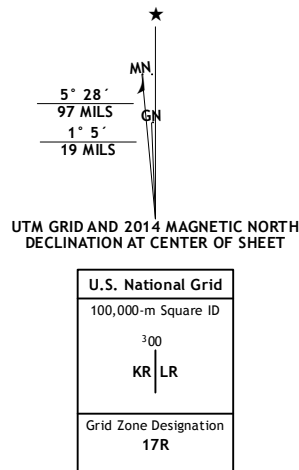 ★
MN.
5° 28´
97 MILS
GN
1° 5´
19 MILS
UTM GRID AND 2014 MAGNETIC NORTH
DECLINATION AT CENTER OF SHEET
U.S. National Grid
100,000-m Square ID
³00
KR LR
Grid Zone Designation
17R